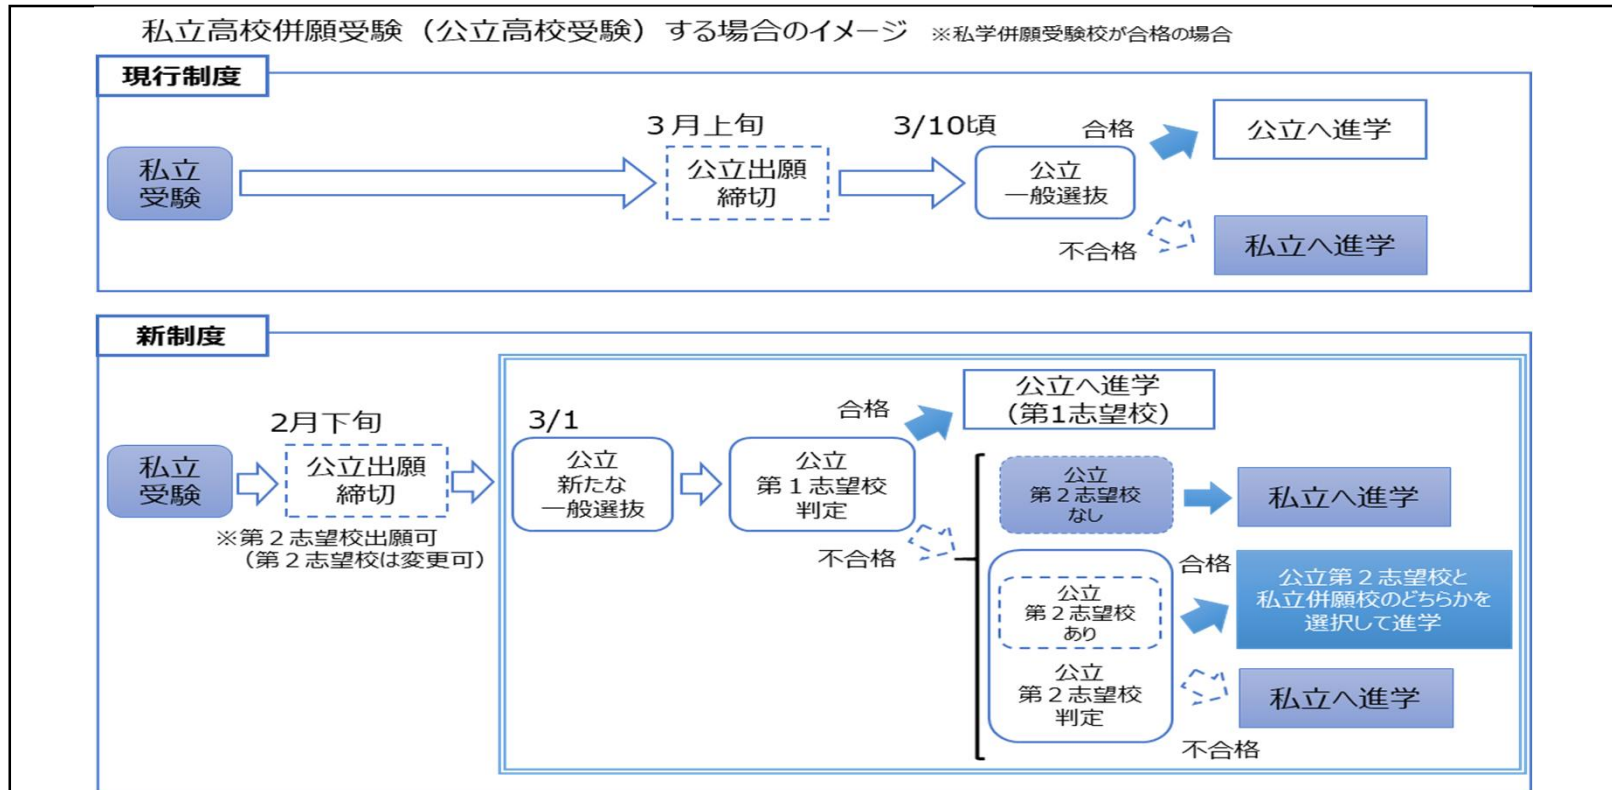 私立高校併願受験（公立高校受験）する場合のイメージ ※私学併願受験校が合格の場合
現行制度
私立
受験
３月上旬
公立出願
締切
3/10頃
公立
一般選抜
合格
公立へ進学
不合格
私立へ進学
新制度
私立
受験
2月下旬
公立出願
締切
※第２志望校出願可
（第２志望校は変更可）
3/1
公立
新たな
一般選抜
公立
第１志望校
判定
合格
公立へ進学
（第1志望校）
不合格
公立
第２志望校
なし
私立へ進学
公立
第２志望校
あり
公立
第２志望校
判定
合格
公立第２志望校と
私立併願校のどちらかを
選択して進学
不合格
私立へ進学